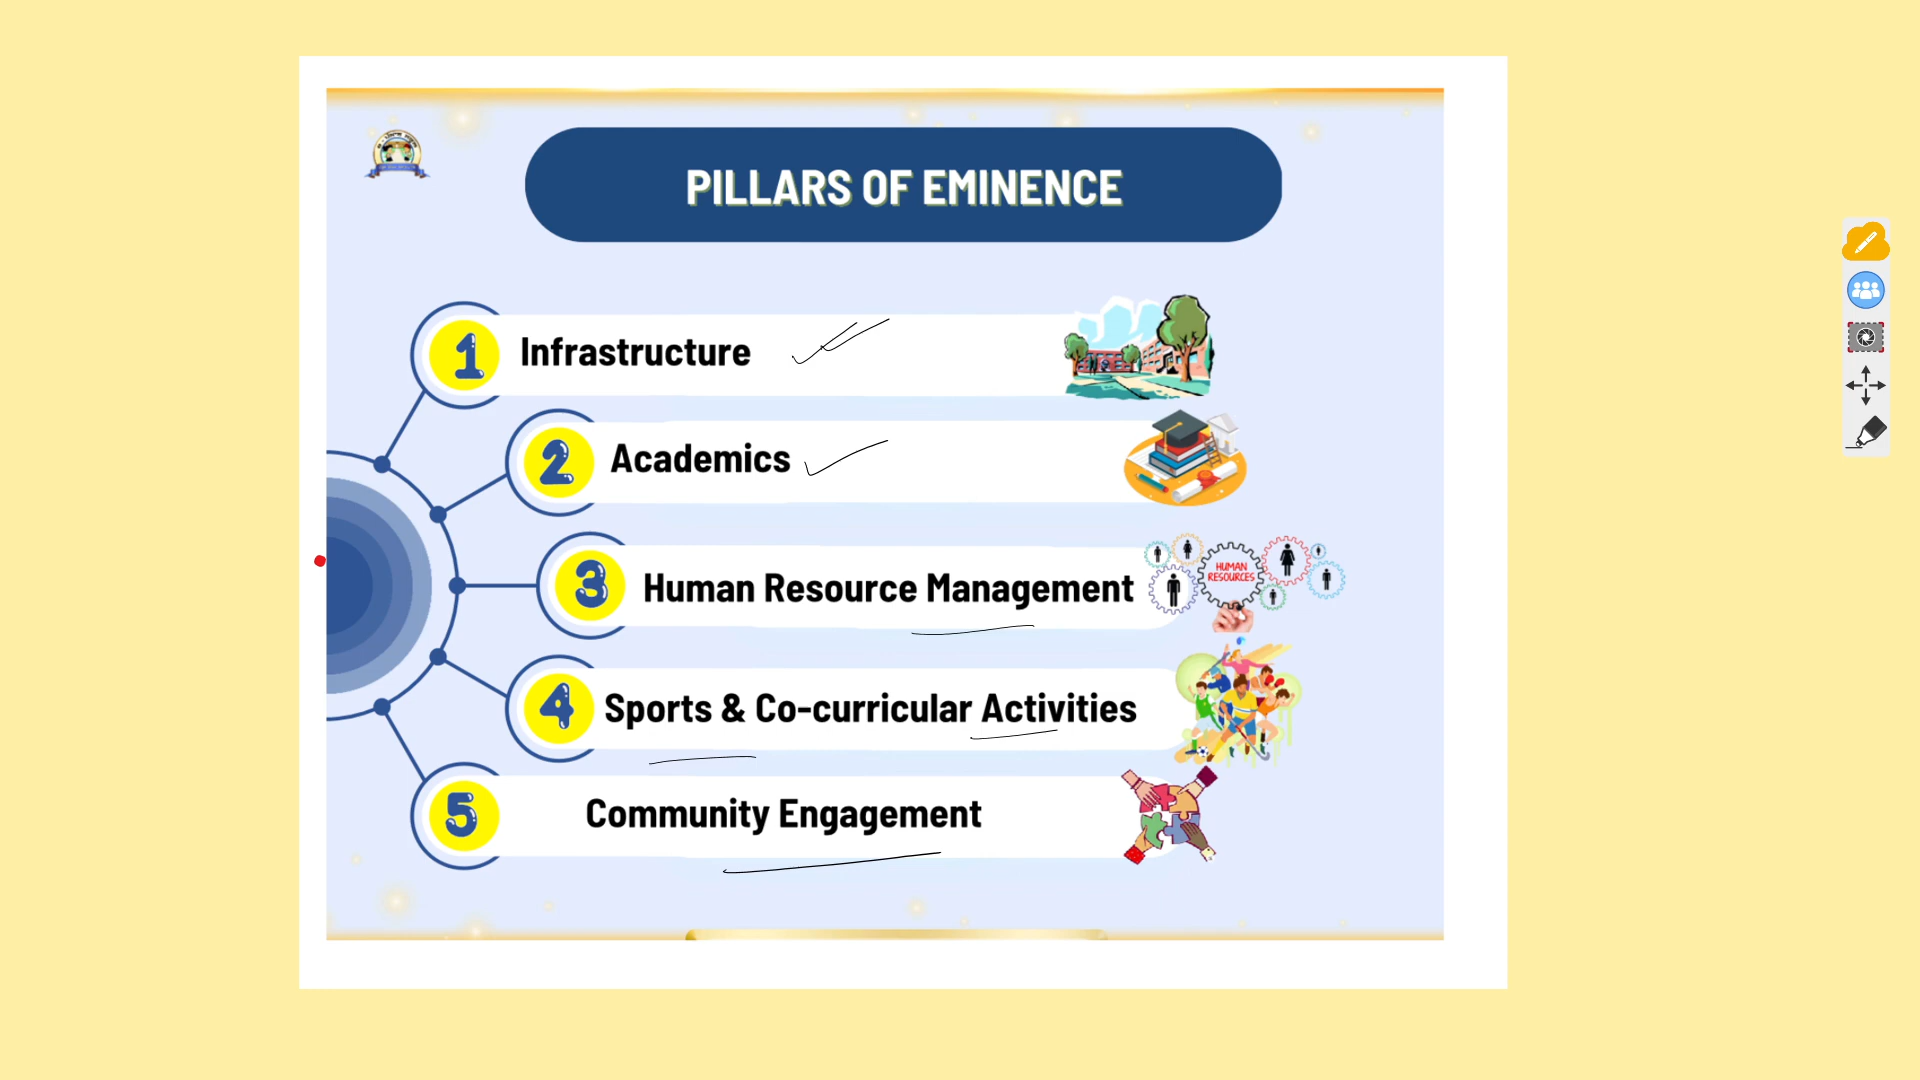 PILLARS OF EMINENCE
1 Infrastructure
2 Academics
3 Human Resource Management
HUMAN
RESOURCES
4 Sports & Co-curricular Activities
5 Community Engagement